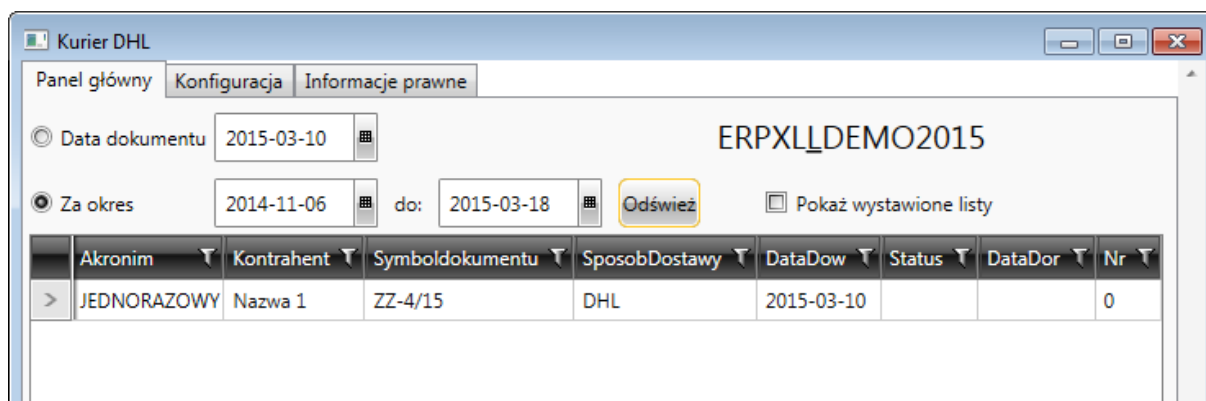 Kurier DHL
Panel główny Konfiguracja Informacje prawne
Data dokumentu 2015-03-10 ERPXLLDEMO2015
Za okres 2014-11-06 do: 2015-03-18 Odśwież Pokaż wystawione listy
Akronim Kontrahent Symboldokumentu SposobDostawy DataDow Status DataDor Nr
JEDNORAZOWY Nazwa 1 ZZ-4/15 DHL 2015-03-10 0